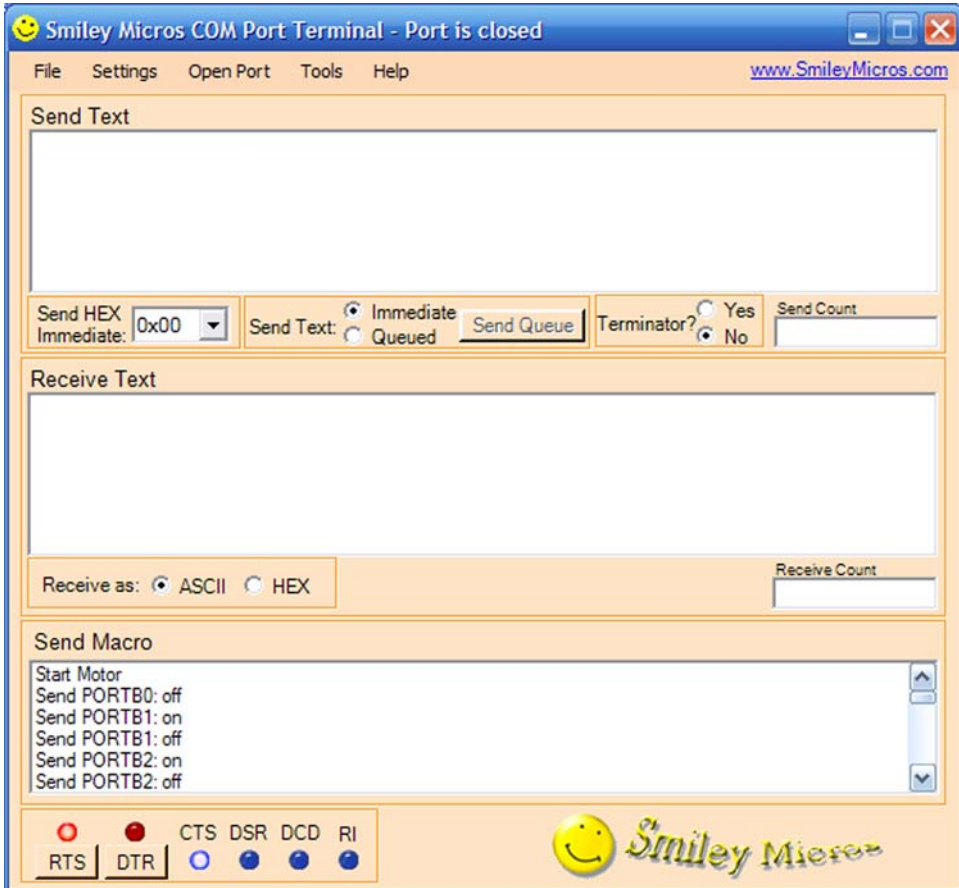 Smiley Micros COM Port Terminal - Port is closed
File Settings Open Port Tools Help www.SmileyMicros.com
Send Text
Send HEX Immediate: 0x00 Send Text: Immediate Queued Send Queue Terminator? Yes No Send Count
Receive Text
Receive as: ASCII HEX Receive Count
Send Macro
Start Motor
Send PORTB0: off
Send PORTB1: on
Send PORTB1: off
Send PORTB2: on
Send PORTB2: off
RTS DTR CTS DSR DCD RI
Smiley Micros